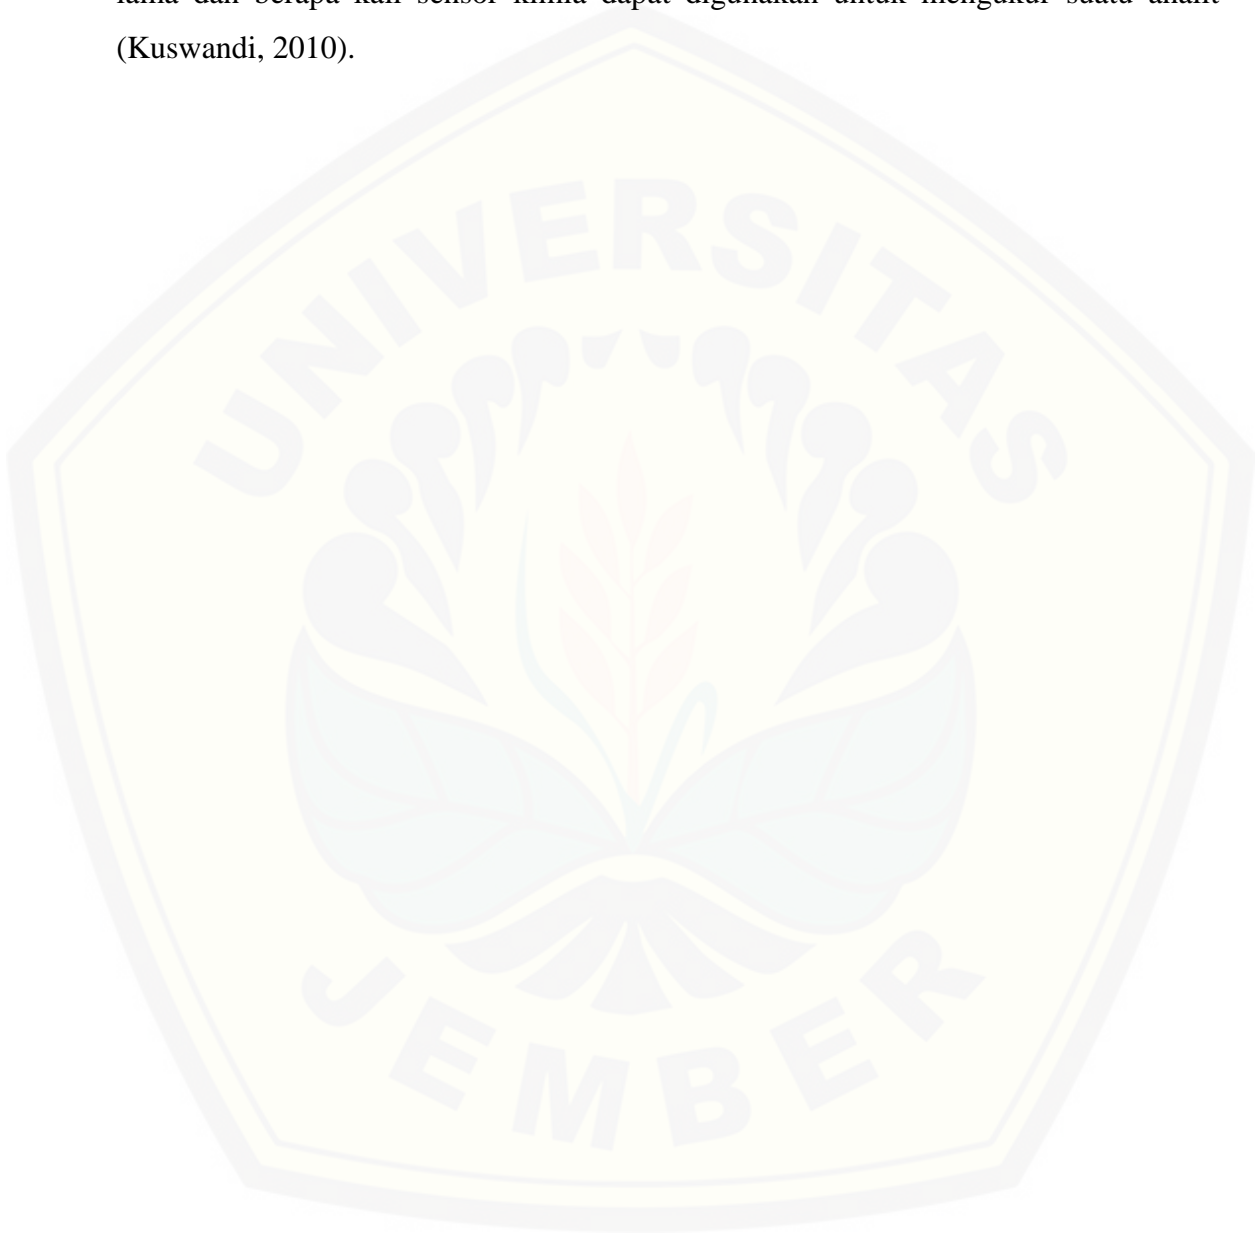 lama dan berapa kali sensor kimia dapat digunakan untuk mengukur suatu analit
(Kuswandi, 2010).
UNIVERSITAS
JEMBER